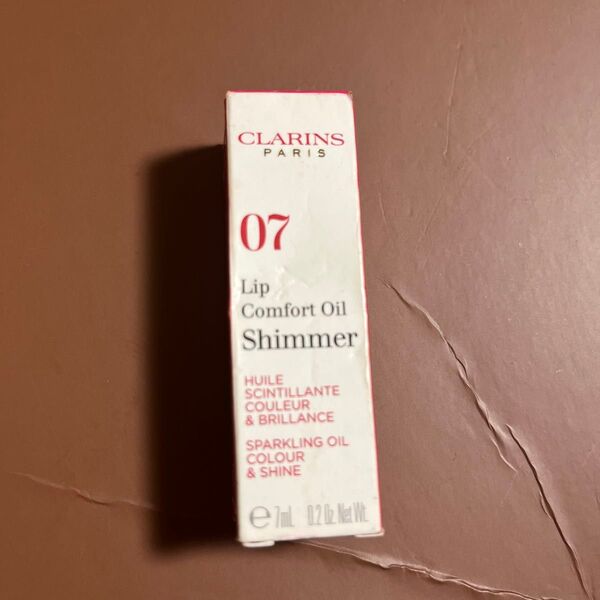 CLARINS
PARIS
07
Lip
Comfort Oil
Shimmer
HUILE
SCINTILLANTE
COULEUR
& BRILLANCE
SPARKLING OIL
COLOUR
& SHINE
℮ 7mL 0.2 Oz. Net Wt.